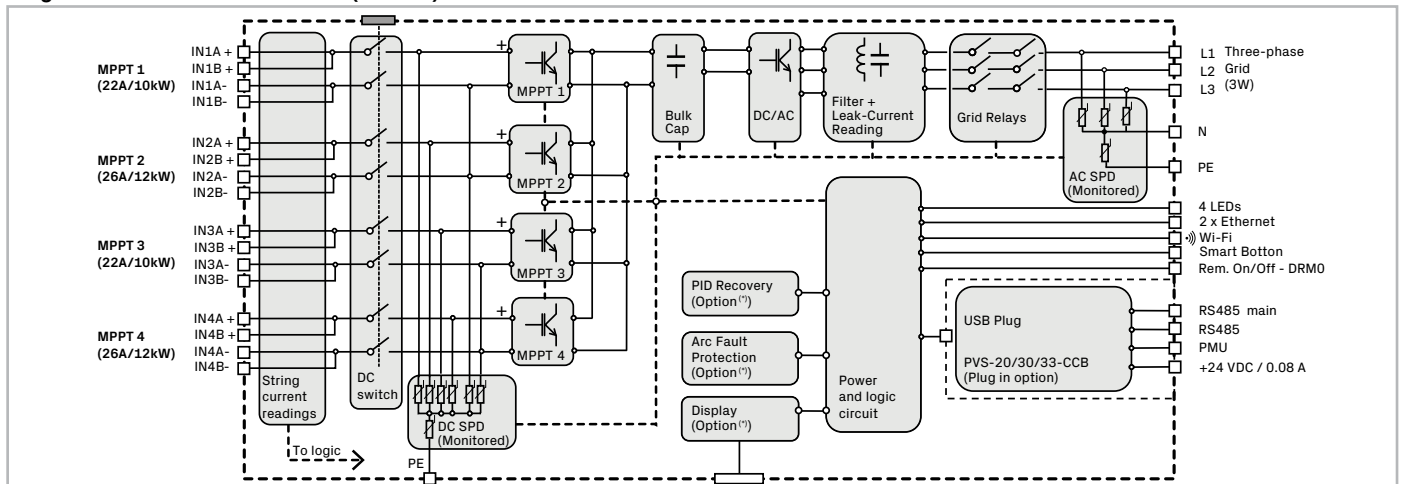 MPPT 1
(22A/10kW)
IN1A +
IN1B +
IN1A-
IN1B-
MPPT 2
(26A/12kW)
IN2A +
IN2B +
IN2A-
IN2B-
MPPT 3
(22A/10kW)
IN3A +
IN3B +
IN3A-
IN3B-
MPPT 4
(26A/12kW)
IN4A +
IN4B +
IN4A-
IN4B-
String
current
readings
To logic
DC
switch
DC SPD
(Monitored)
PE
+
MPPT 1
+
MPPT 2
+
MPPT 3
+
MPPT 4
Bulk
Cap
DC/AC
Filter +
Leak-Current
Reading
Grid Relays
AC SPD
(Monitored)
L1 Three-phase
L2 Grid
L3 (3W)
N
PE
PID Recovery
(Option(*))
Arc Fault
Protection
(Option(*))
Display
(Option(*))
Power
and logic
circuit
4 LEDs
2 x Ethernet
Wi-Fi
Smart Botton
Rem. On/Off - DRM0
USB Plug
PVS-20/30/33-CCB
(Plug in option)
RS485 main
RS485
PMU
+24 VDC / 0.08 A